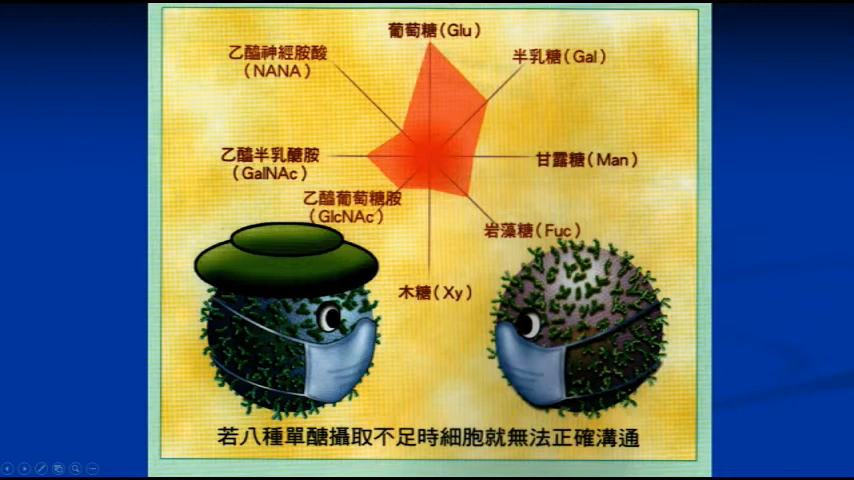 葡萄糖(Glu)
乙醯神經胺酸
(NANA)
半乳糖(Gal)
乙醯半乳醣胺
(GalNAc)
甘露糖(Man)
乙醯葡萄糖胺
(GlcNAc)
岩藻糖(Fuc)
木糖(Xy)
若八種單醣攝取不足時細胞就無法正確溝通